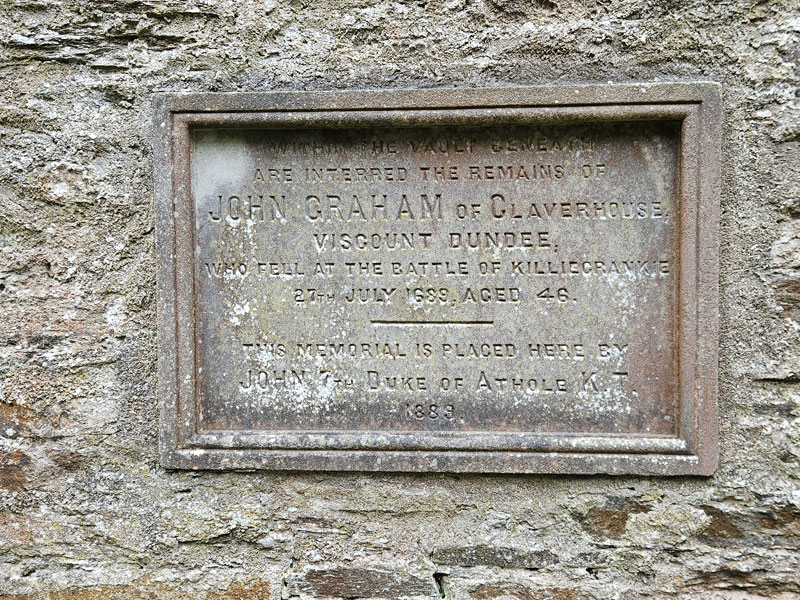 WITHIN THE VAULT BENEATH
ARE INTERRED THE REMAINS OF
JOHN GRAHAM OF CLAVERHOUSE,
VISCOUNT DUNDEE,
WHO FELL AT THE BATTLE OF KILLIECRANKIE
27TH JULY 1689, AGED 46.
THIS MEMORIAL IS PLACED HERE BY
JOHN 7TH DUKE OF ATHOLE K.T.
1889.